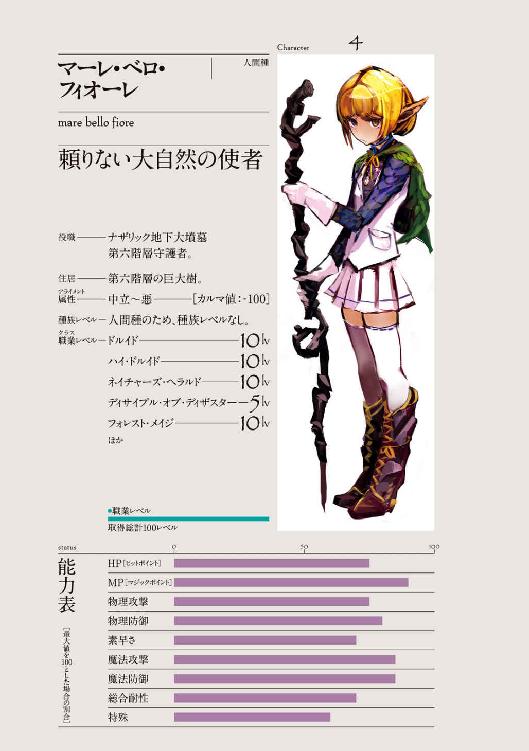 Character 4
マーレ・ベロ・
フィオーレ
人間種
mare bello fiore
頼りない大自然の使者
役職──ナザリック地下大墳墓
第六階層守護者。
住居──第六階層の巨大樹。
アライメント
属性──中立～悪──[カルマ値:-100]
種族レベル─人間種のため、種族レベルなし。
クラス
職業レベル─ドルイド──10lv
ハイ・ドルイド──10lv
ネイチャーズ・ヘラルド──10lv
ディサイプル・オブ・ディザスター──5lv
フォレスト・メイジ──10lv
ほか
●職業レベル
取得総計100レベル
status
0 50 100
能力表
[最大値を100とした場合の割合]
HP[ヒットポイント]
MP[マジックポイント]
物理攻撃
物理防御
素早さ
魔法攻撃
魔法防御
総合耐性
特殊